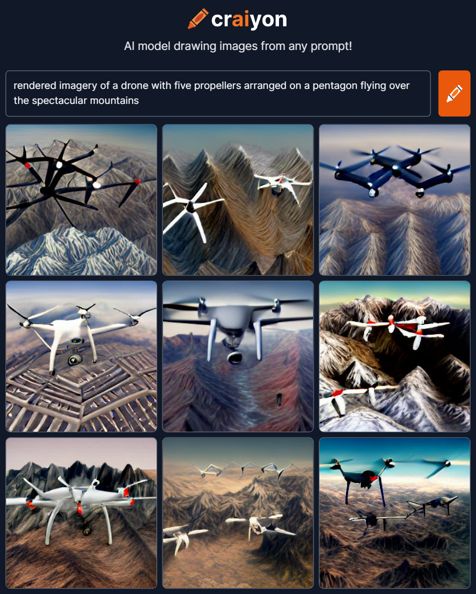 craiyon
AI model drawing images from any prompt!
rendered imagery of a drone with five propellers arranged on a pentagon flying over
the spectacular mountains